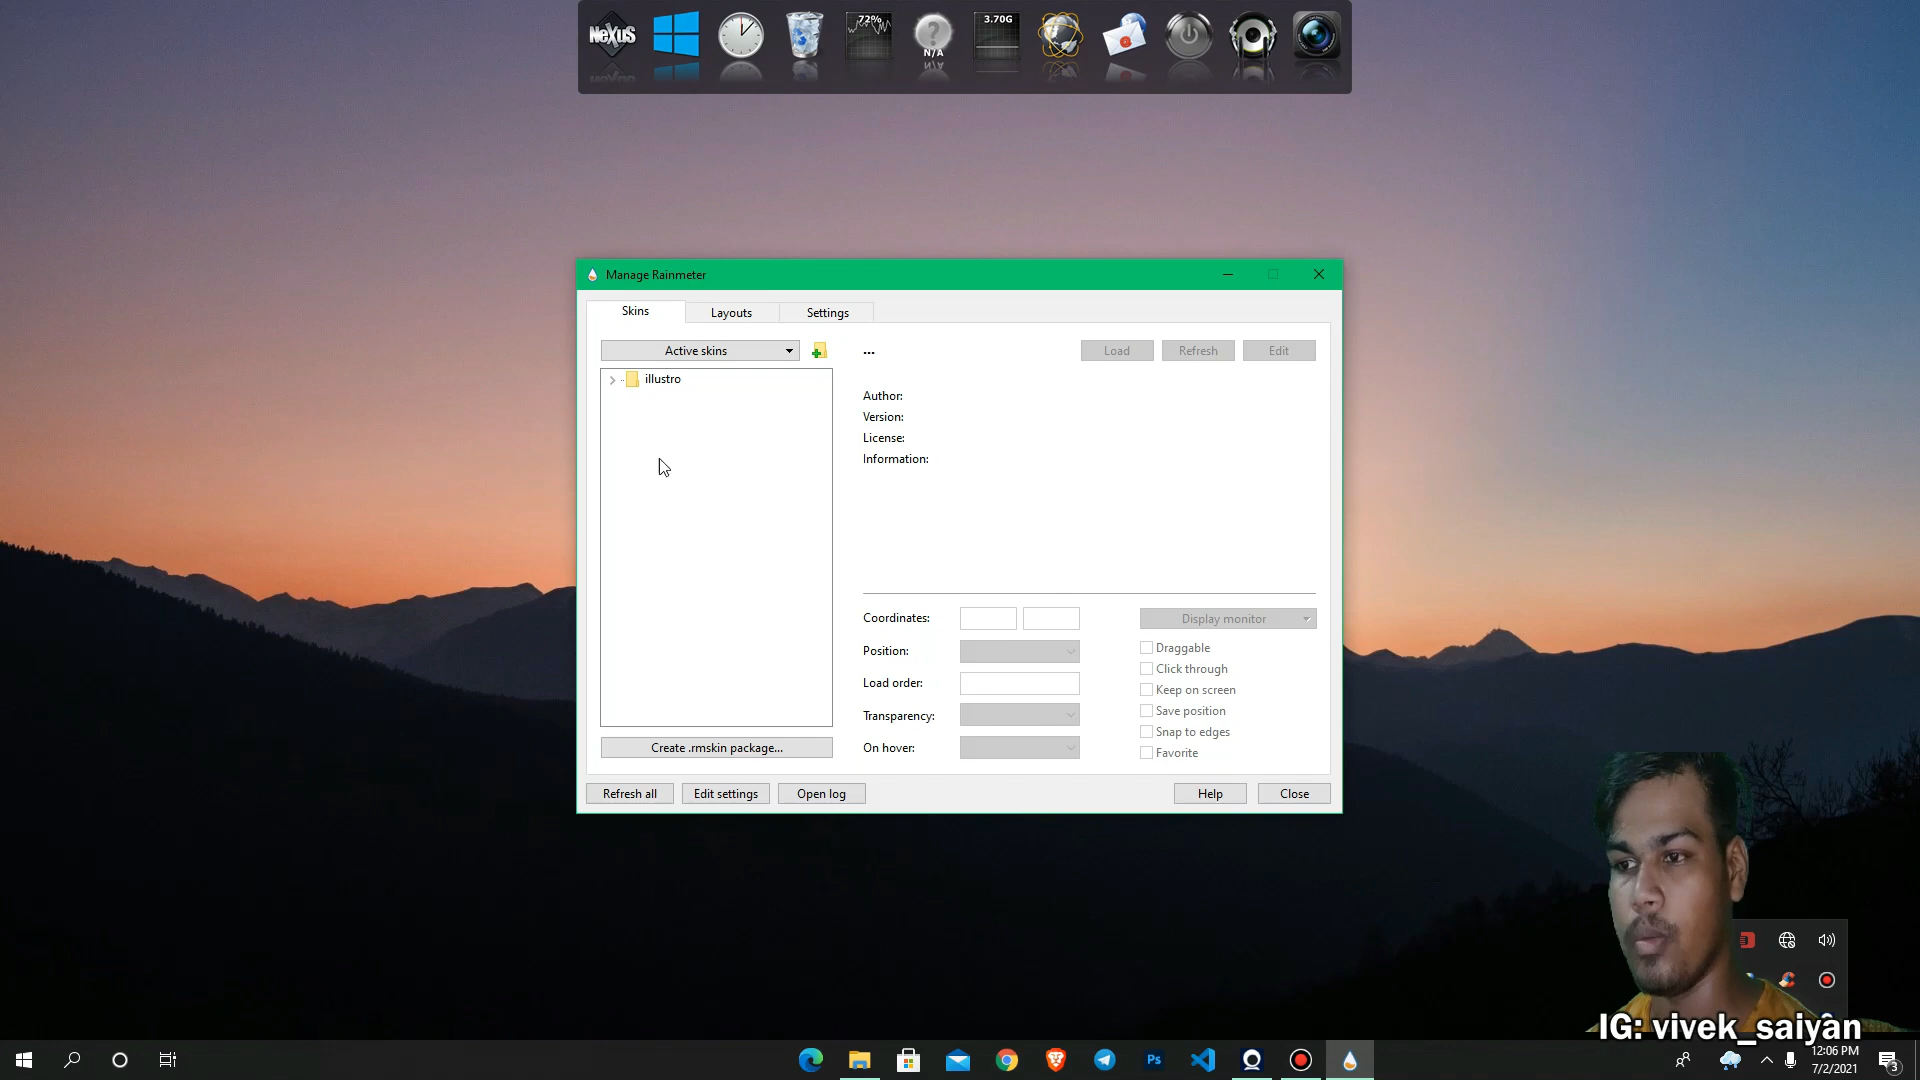 NeXuS
72%
N/A
3.70G
Manage Rainmeter
Skins
Layouts
Settings
Active skins
...
Load
Refresh
Edit
illustro
Author:
Version:
License:
Information:
Coordinates:
Display monitor
Position:
Draggable
Click through
Load order:
Keep on screen
Transparency:
Save position
Snap to edges
Create .rmskin package...
On hover:
Favorite
Refresh all
Edit settings
Open log
Help
Close
IG: vivek_saiyan
Ps
12:06 PM
7/2/2021
3